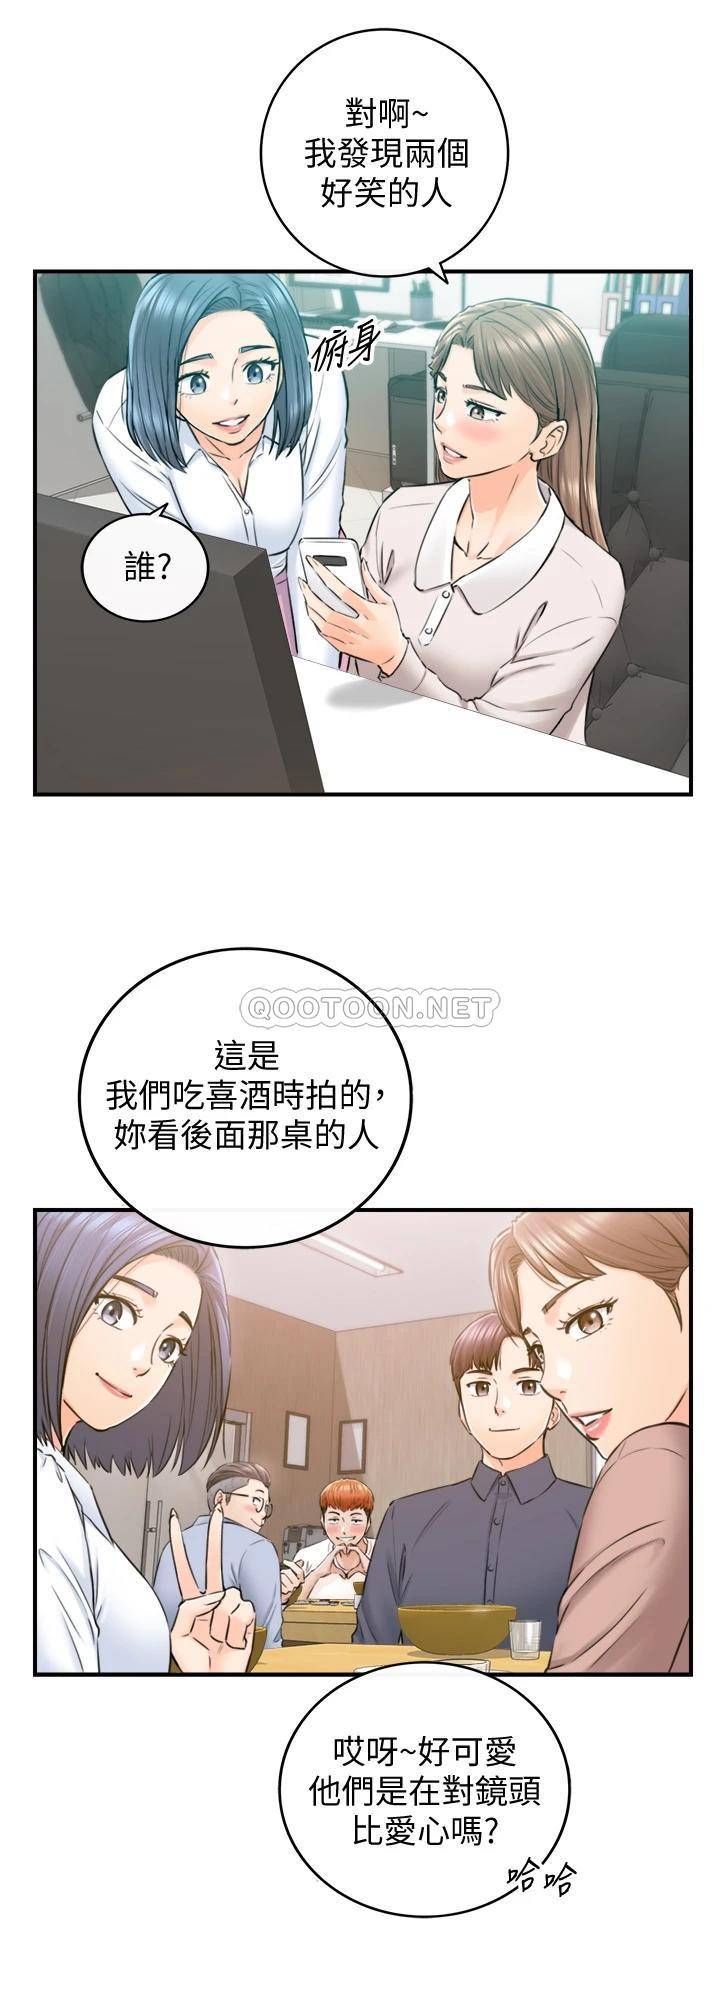 對啊~
我發現兩個
好笑的人
俯身
誰?
QOOTOON.NET
這是
我們吃喜酒時拍的,
妳看後面那桌的人
哎呀~好可愛
他們是在對鏡頭
比愛心嗎?
哈哈